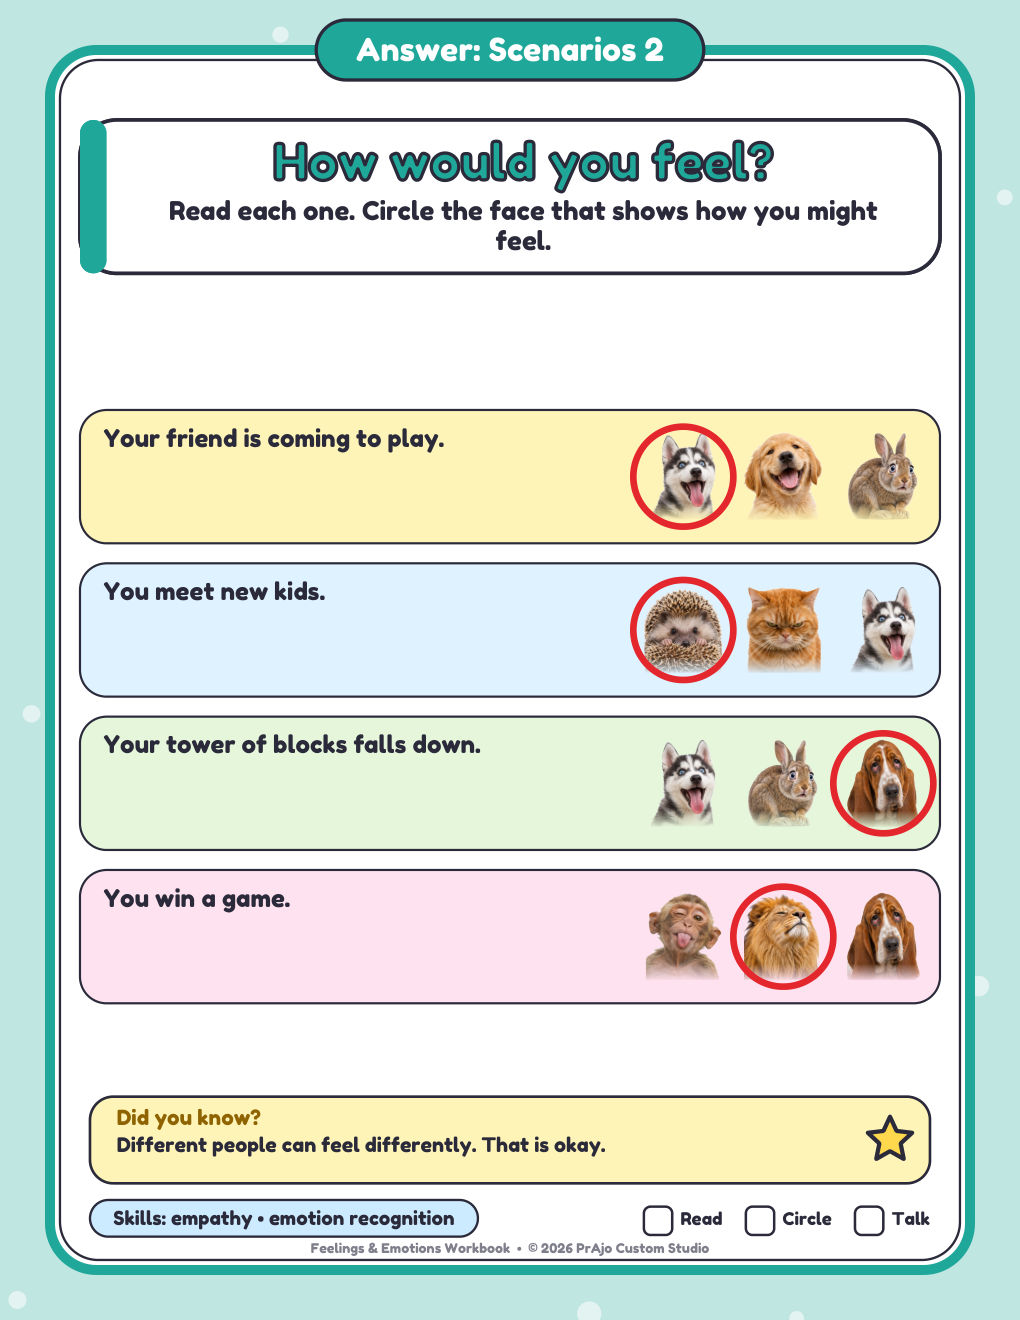 Answer: Scenarios 2
How would you feel?
Read each one. Circle the face that shows how you might
feel.
Your friend is coming to play.
You meet new kids.
Your tower of blocks falls down.
You win a game.
Did you know?
Different people can feel differently. That is okay.
Skills: empathy • emotion recognition
Read
Circle
Talk
Feelings & Emotions Workbook • © 2026 PrAjo Custom Studio